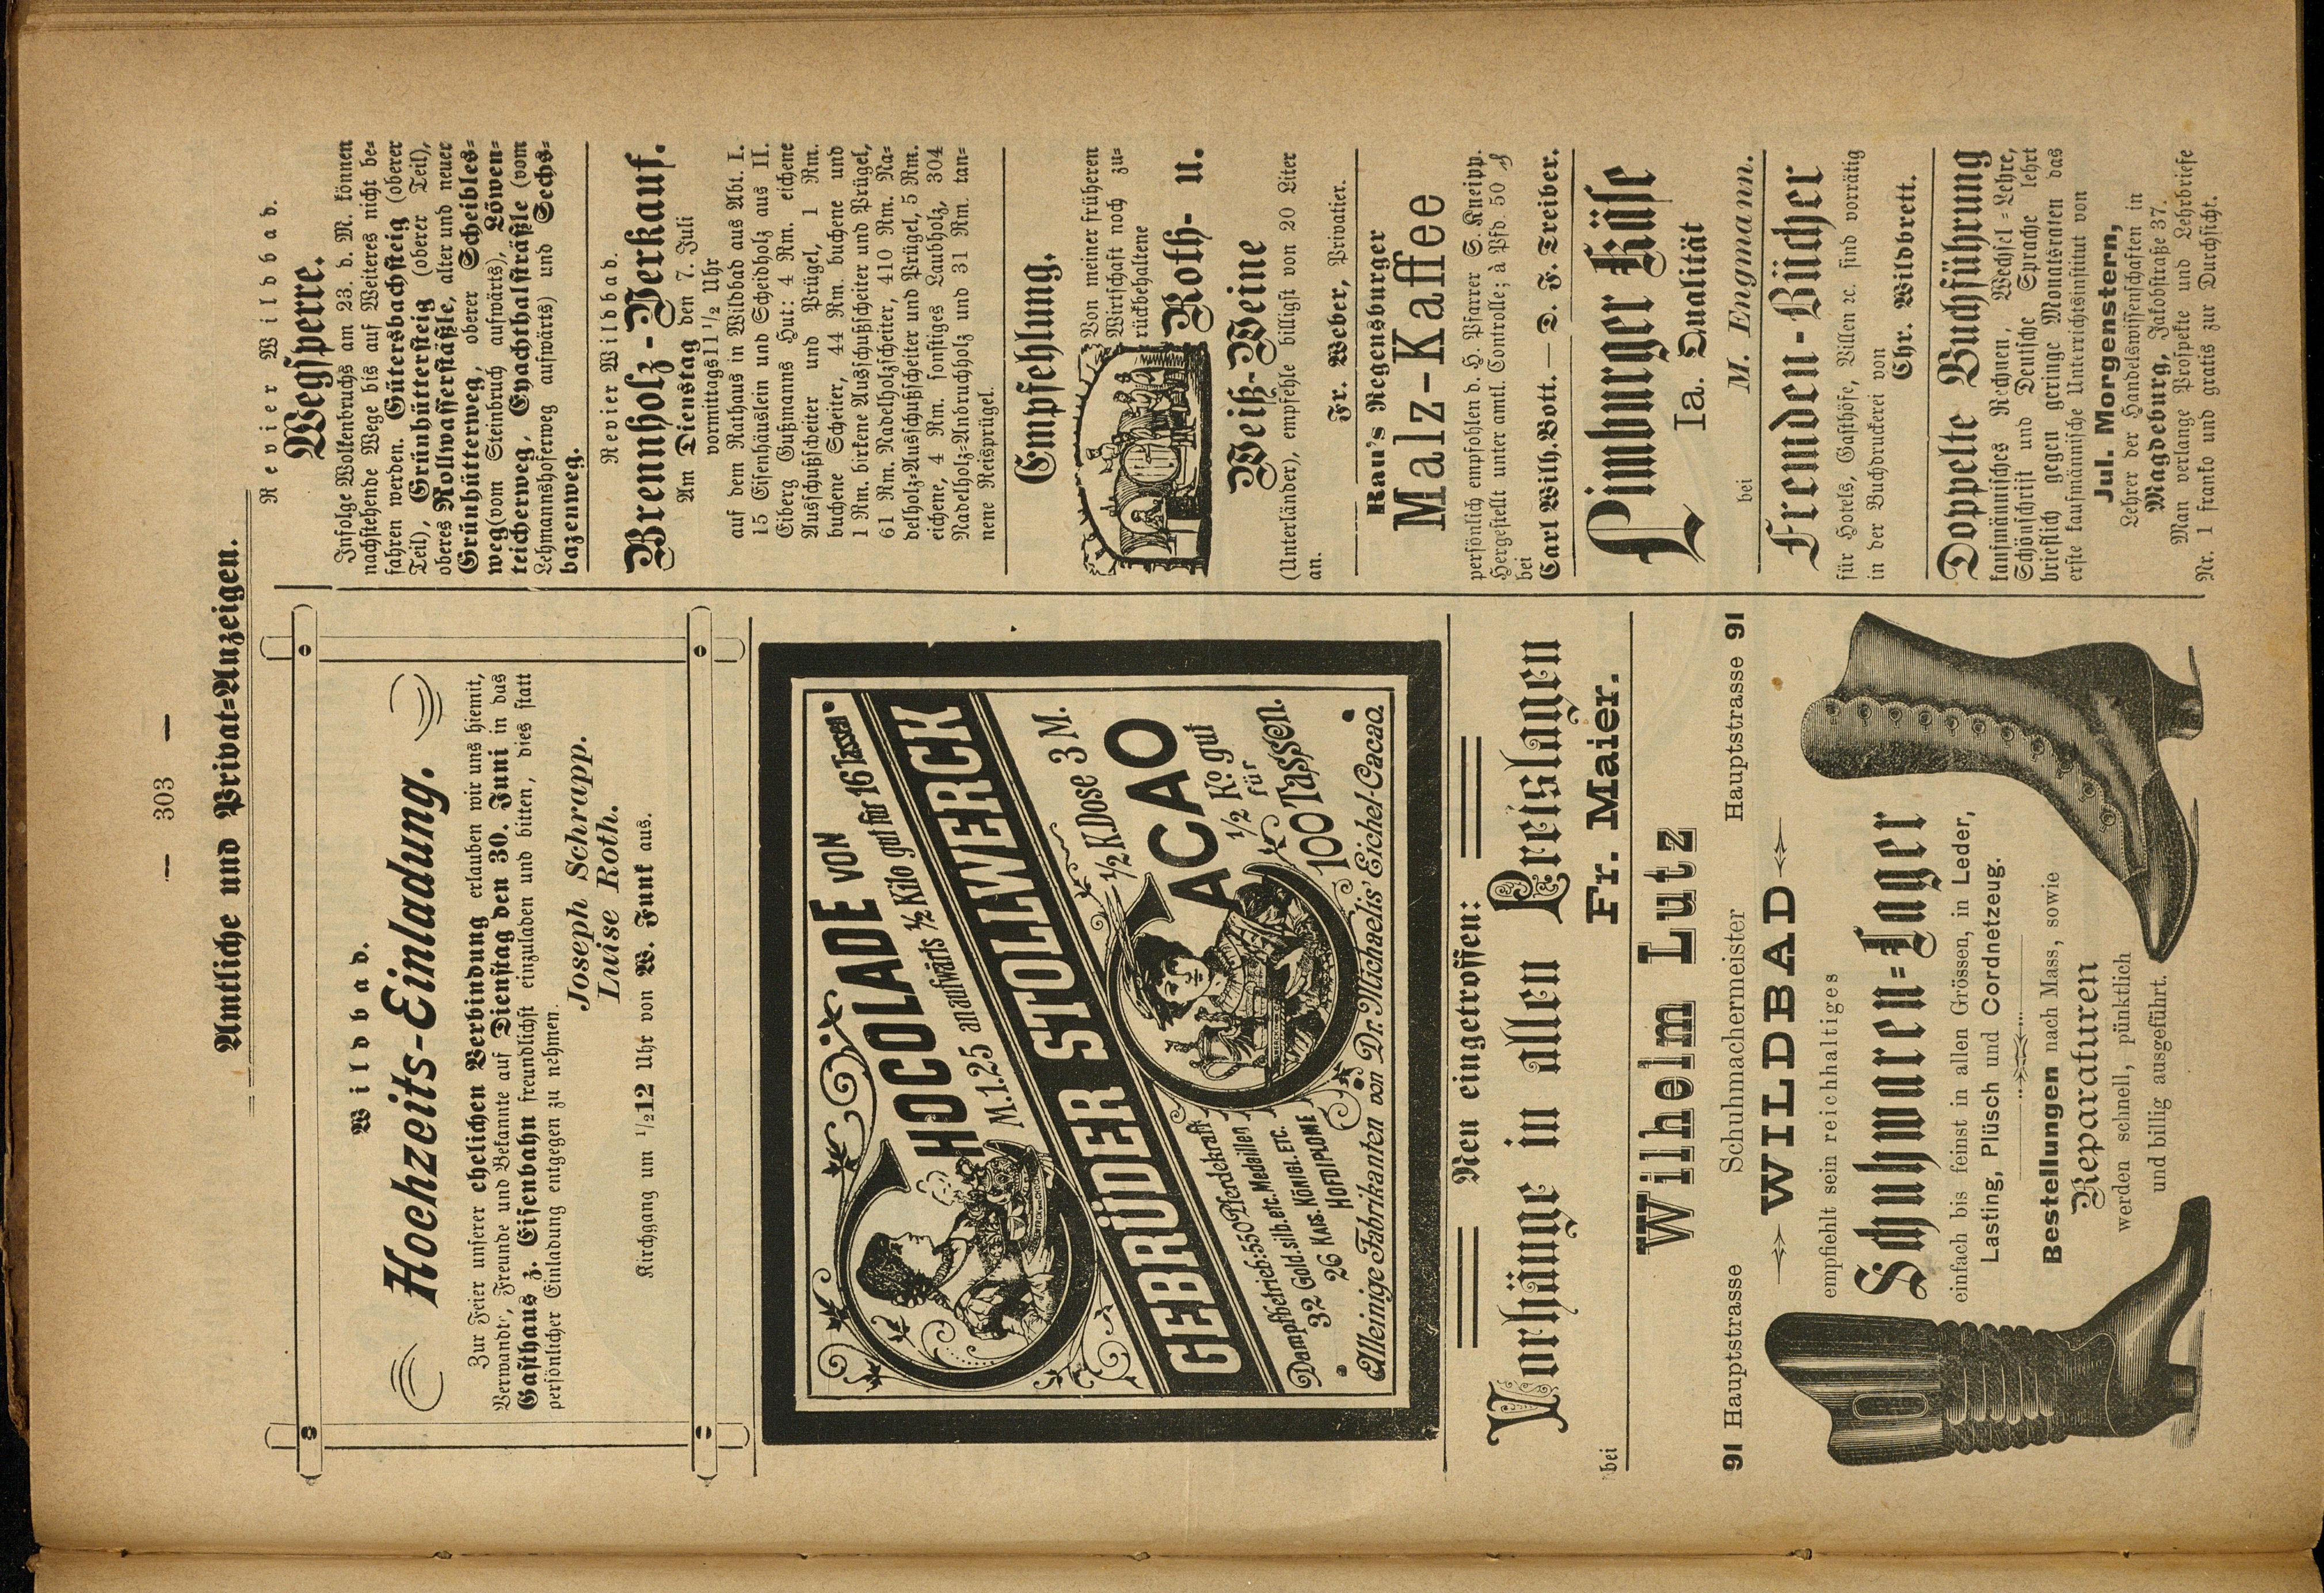 — 303 —
Amtliche und Privat-Anzeigen.
Wildbad.
Hochzeits-Einladung.
Zur Feier unserer ehelichen Verbindung erlauben wir uns hiemit,
Verwandte, Freunde und Bekannte auf Dienstag den 30. Juni in das
Gasthaus z. Eisenbahn freundlichst einzuladen und bitten, dies statt
persönlicher Einladung entgegen zu nehmen.
Joseph Schrapp.
Luise Roth.
Kirchgang um 1/212 Uhr von W. Funk aus.
CHOCOLADE VON
M.1.25 an aufwärts ½ Kilo gut für 16 Tassen
GEBRÜDER STOLLWERCK
½ K.Dose 3 M.
CACAO
½ Ko. gut
für
100 Tassen.
Dampfbetrieb: 550 Pferdekraft
32 Gold. silb. etc. Medaillen
26 KAIS. KÖNIGL. ETC.
HOFDIPLOME
Alleinige Fabrikanten von Dr. Michaelis' Eichel-Cacao.
Neu eingetroffen:
Vorhänge in allen Preislagen
bei Fr. Maier.
Wilhelm Lutz
91 Hauptstrasse Schuhmachermeister Hauptstrasse 91
WILDBAD
empfiehlt sein reichhaltiges
Schuhwaren=Lager
einfach bis feinst in allen Grössen, in Leder,
Lasting, Plüsch und Cordnetzeug.
Bestellungen nach Mass, sowie
Reparaturen
werden schnell, pünktlich
und billig ausgeführt.
Revier Wildbad.
Wegsperre.
Infolge Wolkenbruchs am 23. d. M. können
nachstehende Wege bis auf Weiteres nicht be=
fahren werden. Gütersbachsteig (oberer
Teil), Grünhüttersteig (oberer Teil),
oberes Rollwasserstäßle, alter und neuer
Grünhütterweg, oberer Scheibles=
weg (vom Steinbruch aufwärts), Löwen=
teicherweg, Eyachthalsträßle (vom
Lehmannshoferweg aufwärts) und Sechs=
bazenweg.
Revier Wildbad.
Brennholz-Verkauf.
Am Dienstag den 7. Juli
vormittags 11 1/2 Uhr
auf dem Rathaus in Wildbad aus Abt. I.
15 Eisenhäuslein und Scheidholz aus II.
Eiberg Gußmanns Hut: 4 Rm. eichene
Ausschußscheiter und Prügel, 1 Rm.
buchene Scheiter, 44 Rm. buchene und
1 Rm. birkene Ausschußscheiter und Prügel,
61 Rm. Nadelholzscheiter, 410 Rm. Na=
delholz=Ausschußscheiter und Prügel, 5 Rm.
eichene, 4 Rm. sonstiges Laubholz, 304
Nadelholz=Anbruchholz und 31 Rm. tan=
nene Reisprügel.
Empfehlung.
Von meiner früheren
Wirtschaft noch zu=
rückbehaltene
Roth- u.
Weiß-Weine
(Unterländer), empfehle billigst von 20 Liter
an.
Fr. Weber, Privatier.
Rau's Regensburger
Malz-Kaffee
persönlich empfohlen d. H. Pfarrer S. Kneipp.
Hergestellt unter amtl. Controlle; à Pfd. 50 ₰
bei
Carl Wilh. Bott. — D. F. Treiber.
Limburger Käse
Ia. Qualität
bei M. Engmann.
Fremden-Bücher
für Hotels, Gasthöfe, Villen ꝛc. sind vorrätig
in der Buchdruckerei von
Chr. Wildbrett.
Doppelte Buchführung
kaufmännisches Rechnen, Wechsel=Lehre,
Schönschrift und Deutsche Sprache lehrt
brieflich gegen geringe Monatsraten das
erste kaufmännische Unterrichtsinstitut von
Jul. Morgenstern,
Lehrer der Handelswissenschaften in
Magdeburg, Jakobstraße 37.
Man verlange Prospekte und Lehrbriefe
Nr. 1 franko und gratis zur Durchsicht.